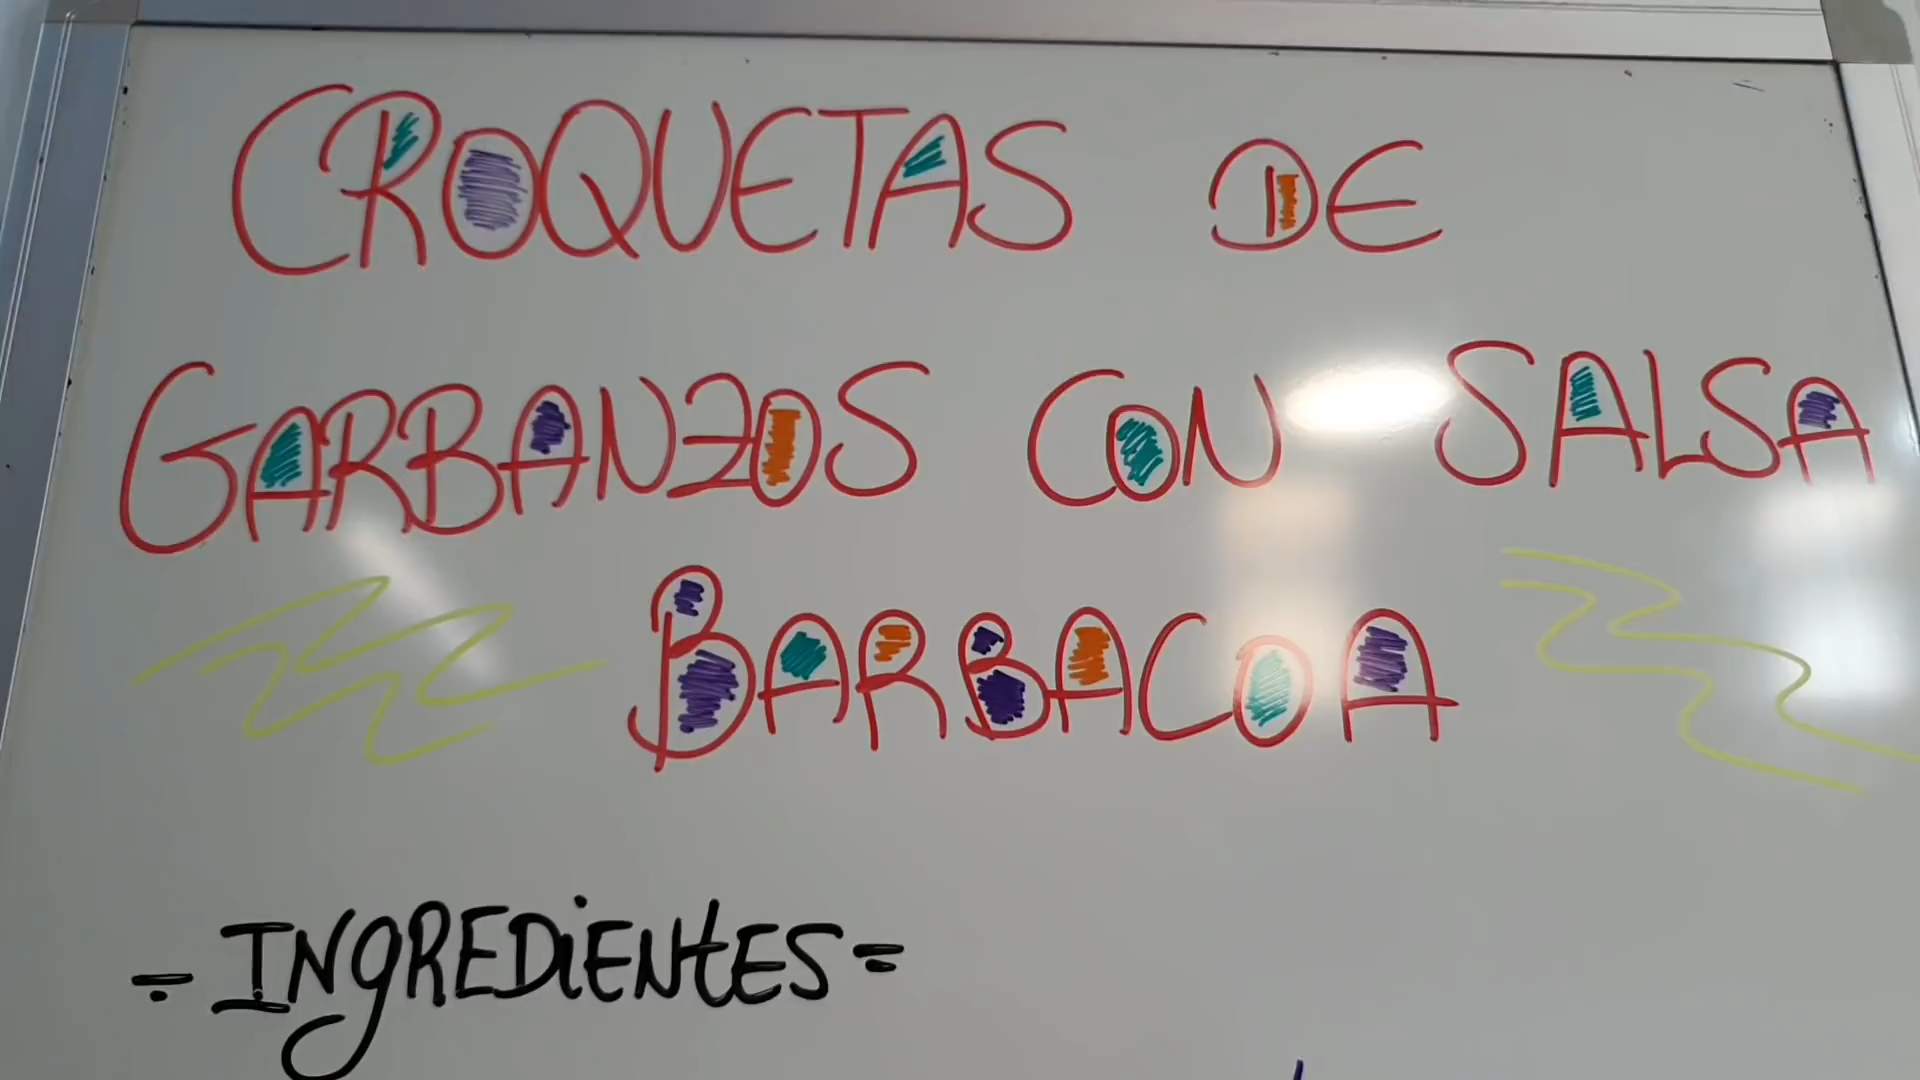 CROQUETAS DE
GARBANZOS CON SALSA
BARBACOA
- INGREDIENTES =